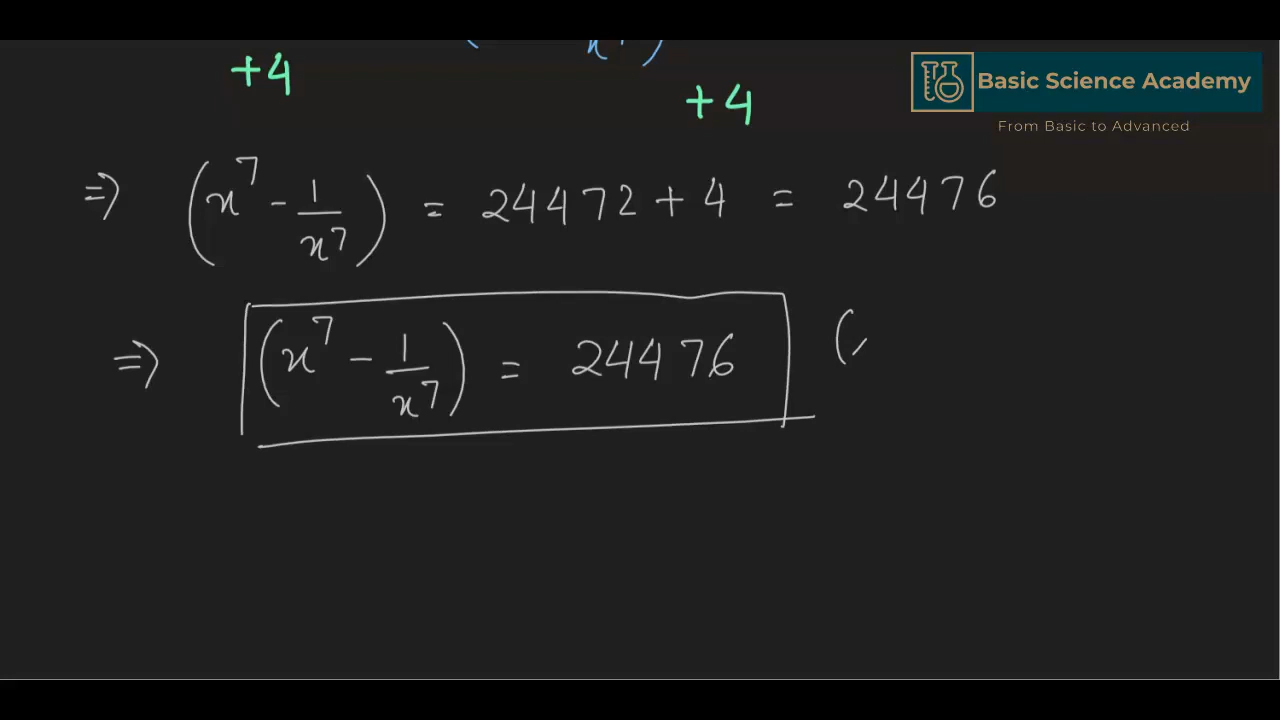 +4
+4
Basic Science Academy
From Basic to Advanced
⇒ (x⁷ - 1/x⁷) = 24472 + 4 = 24476
⇒ (x⁷ - 1/x⁷) = 24476 (